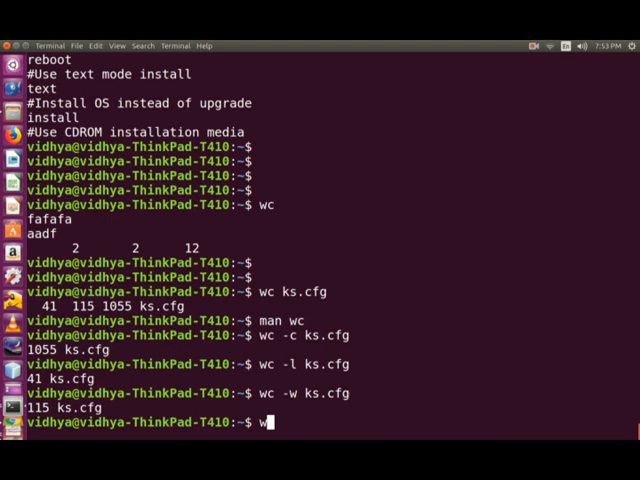 Terminal File Edit View Search Terminal Help En 7:53 PM
reboot
#Use text mode install
text
#Install OS instead of upgrade
install
#Use CDROM installation media
vidhya@vidhya-ThinkPad-T410:~$
vidhya@vidhya-ThinkPad-T410:~$
vidhya@vidhya-ThinkPad-T410:~$
vidhya@vidhya-ThinkPad-T410:~$
vidhya@vidhya-ThinkPad-T410:~$ wc
fafafa
aadf
2 2 12
vidhya@vidhya-ThinkPad-T410:~$
vidhya@vidhya-ThinkPad-T410:~$
vidhya@vidhya-ThinkPad-T410:~$ wc ks.cfg
41 115 1055 ks.cfg
vidhya@vidhya-ThinkPad-T410:~$ man wc
vidhya@vidhya-ThinkPad-T410:~$ wc -c ks.cfg
1055 ks.cfg
vidhya@vidhya-ThinkPad-T410:~$ wc -l ks.cfg
41 ks.cfg
vidhya@vidhya-ThinkPad-T410:~$ wc -w ks.cfg
115 ks.cfg
vidhya@vidhya-ThinkPad-T410:~$ w